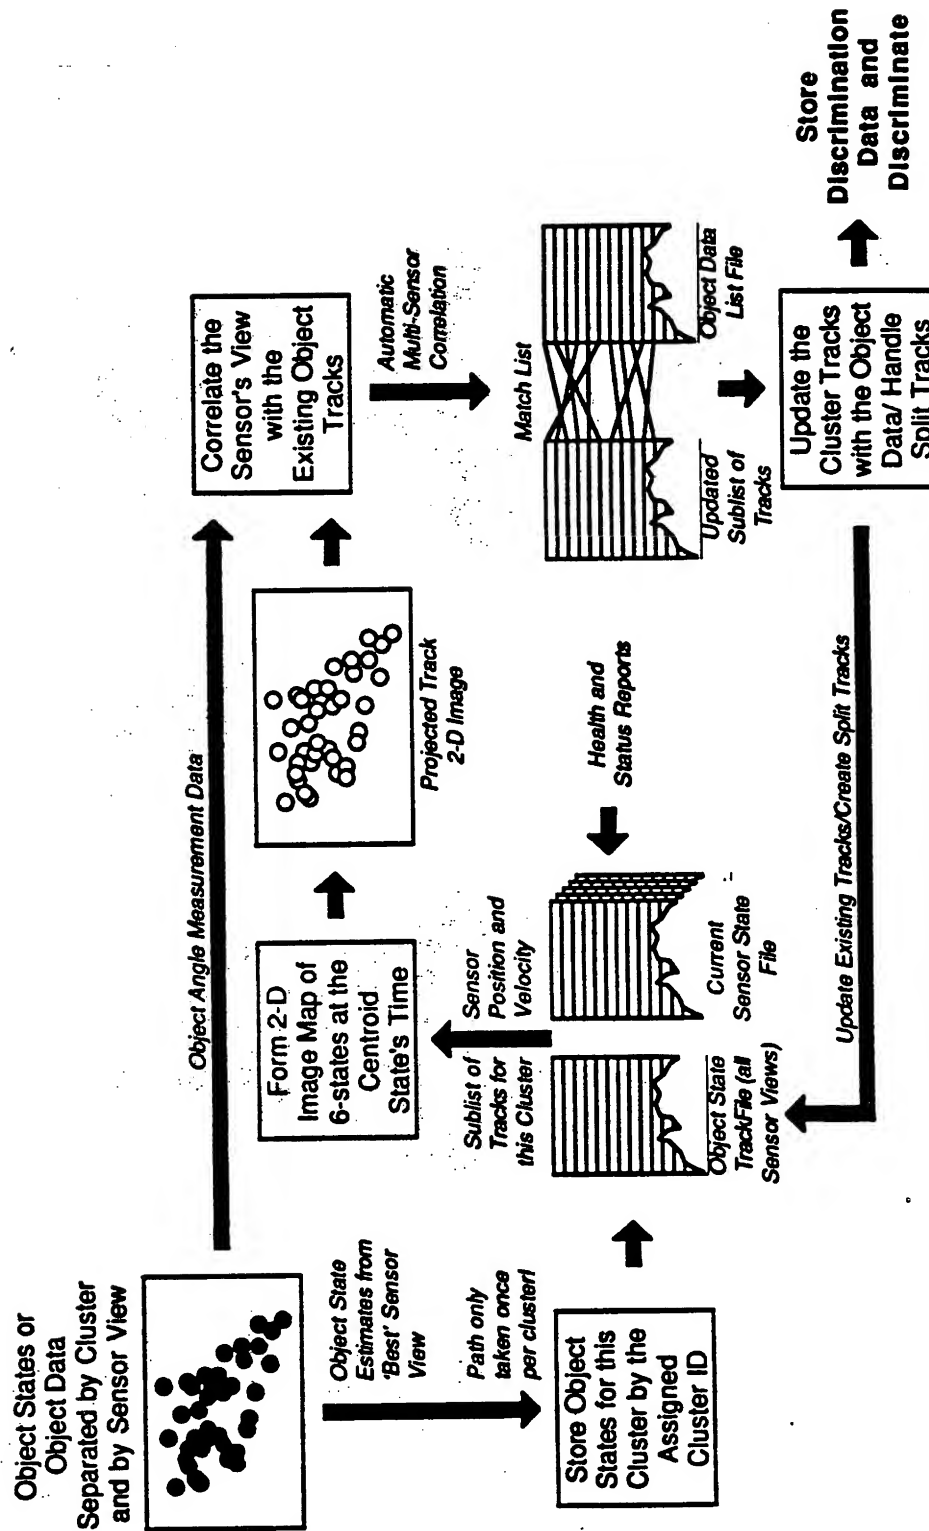 Object States or
Object Data
Separated by Cluster
and by Sensor View
Object Angle Measurement Data
Object State
Estimates from
'Best' Sensor
View
Path only
taken once
per cluster!
Store Object
States for this
Cluster by the
Assigned
Cluster ID
Form 2-D
Image Map of
6-states at the
Centroid
State's Time
Sublist of
Tracks for
this Cluster
Sensor
Position and
Velocity
Object State
TrackFile (all
Sensor Views)
Current
Sensor State
File
Health and
Status Reports
Projected Track
2-D Image
Correlate the
Sensor's View
with the
Existing Object
Tracks
Automatic
Multi-Sensor
Correlation
Match List
Updated
Sublist of
Tracks
Object Data
List File
Update the
Cluster Tracks
with the Object
Data/ Handle
Split Tracks
Update Existing Tracks/Create Split Tracks
Store
Discrimination
Data and
Discriminate